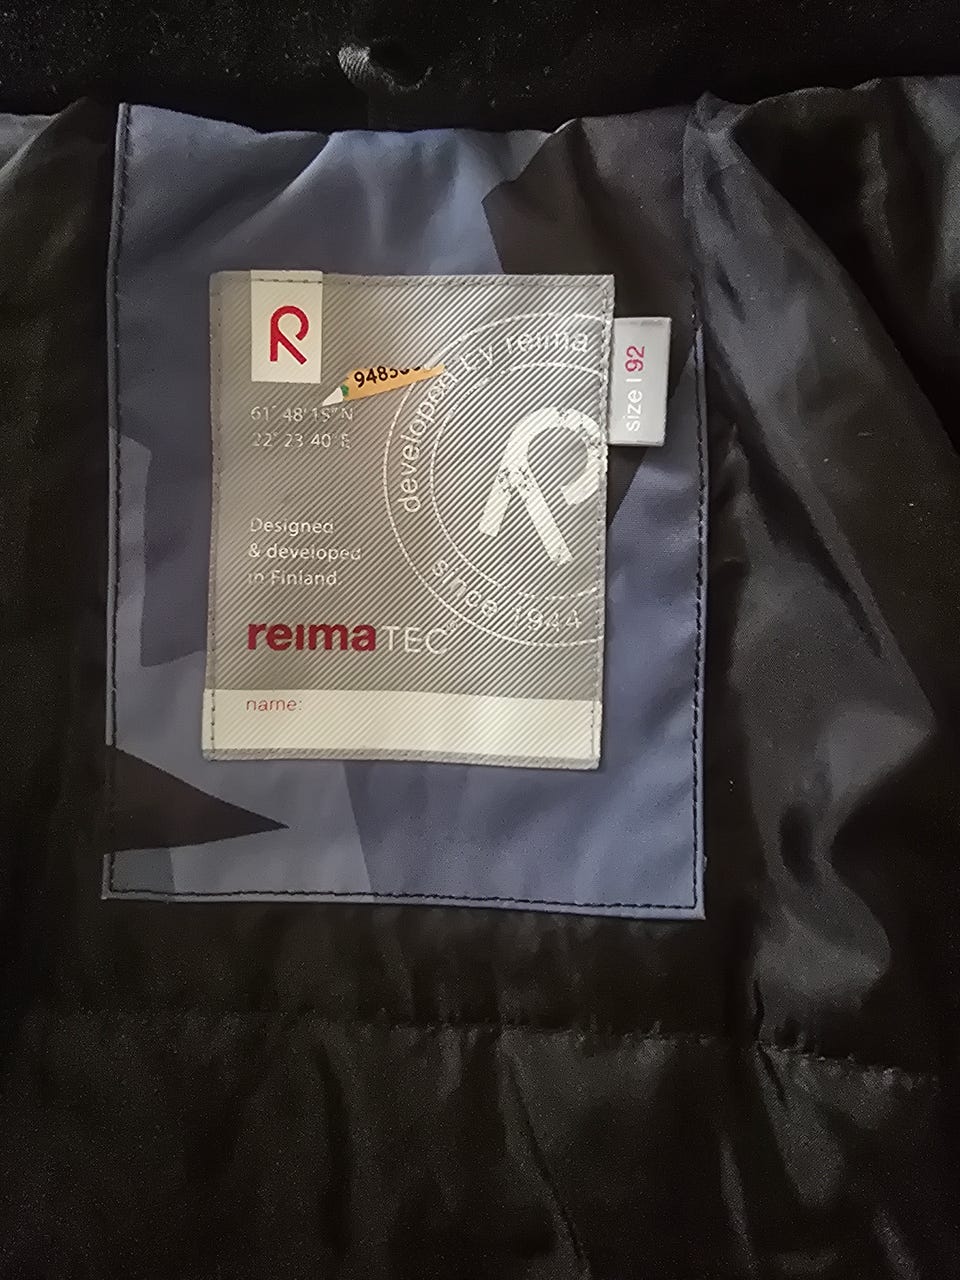 61° 48' 15" N
22° 23' 40" E
developed by reima
since 1944
size | 92
Designed
& developed
in Finland.
reimaTEC®
name: